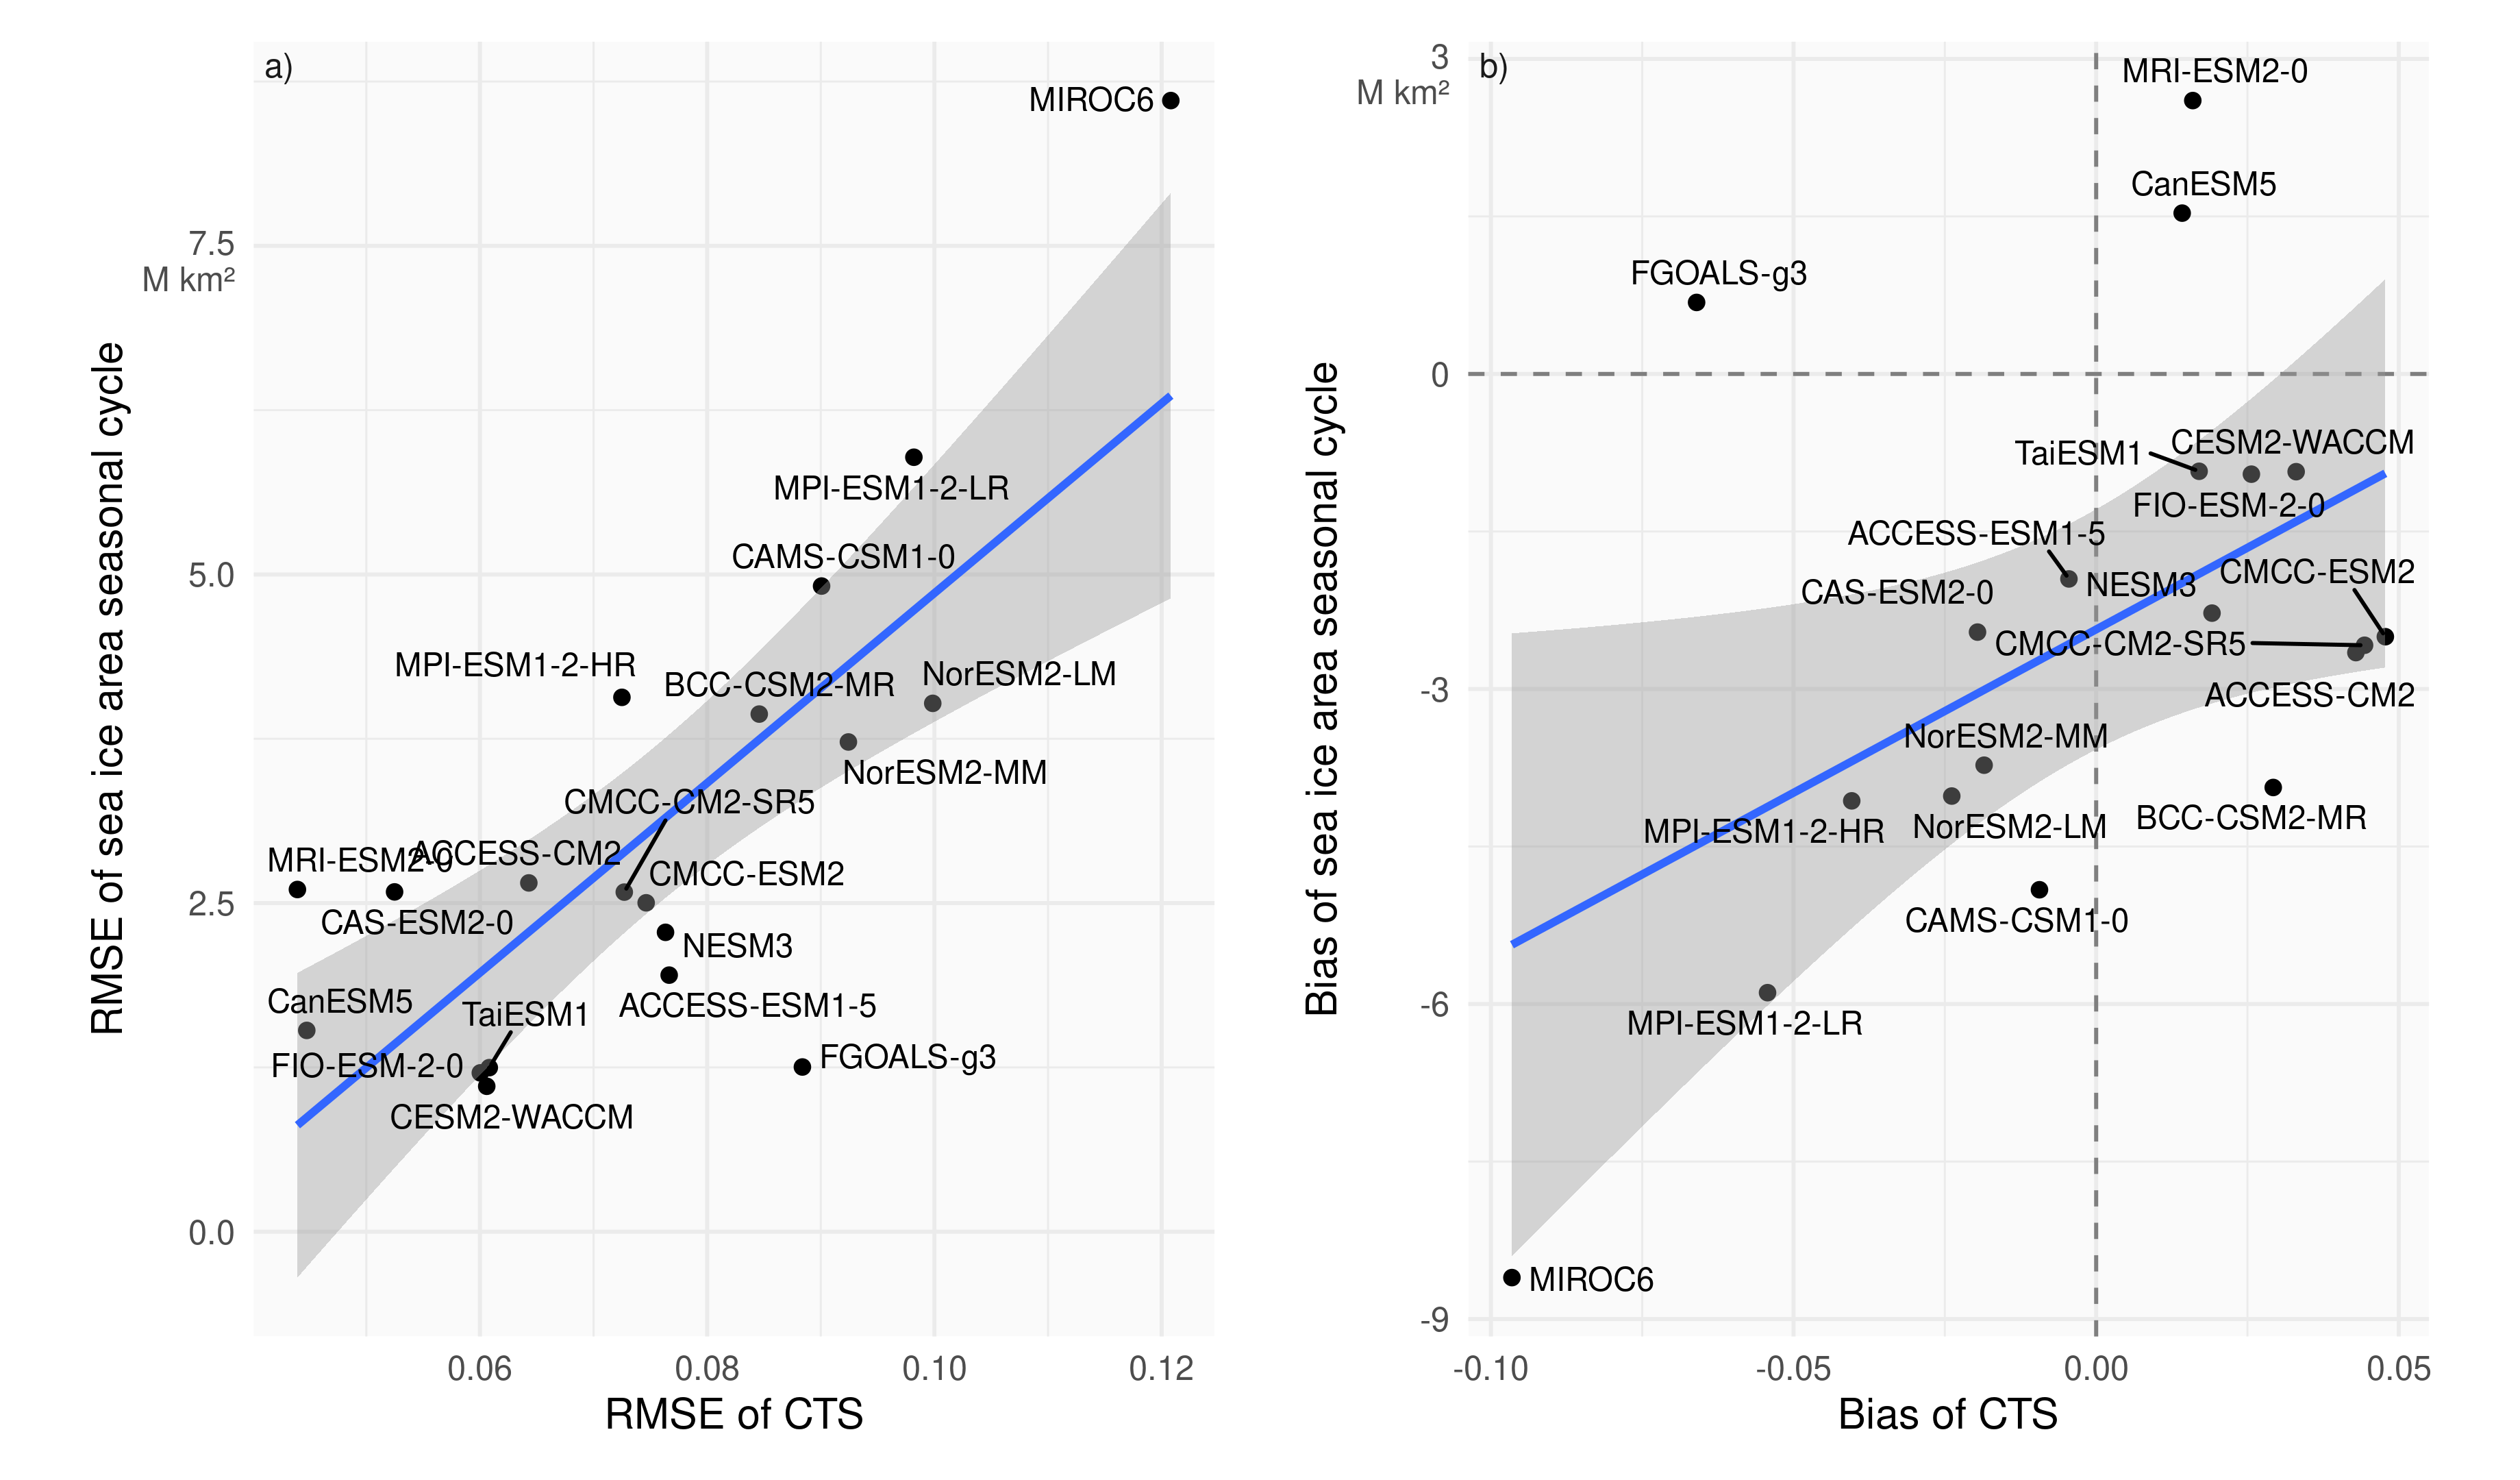 a)
MIROC6
7.5
M km²
MPI-ESM1-2-LR
CAMS-CSM1-0
5.0
MPI-ESM1-2-HR
BCC-CSM2-MR
NorESM2-LM
NorESM2-MM
CMCC-CM2-SR5
MRI-ESM2-0
ACCESS-CM2
CMCC-ESM2
2.5
CAS-ESM2-0
NESM3
CanESM5
TaiESM1
ACCESS-ESM1-5
FIO-ESM-2-0
FGOALS-g3
CESM2-WACCM
0.0
0.06
0.08
0.10
0.12
RMSE of CTS
RMSE of sea ice area seasonal cycle
b)
3
M km²
MRI-ESM2-0
CanESM5
FGOALS-g3
0
TaiESM1
CESM2-WACCM
FIO-ESM-2-0
ACCESS-ESM1-5
CAS-ESM2-0
NESM3
CMCC-ESM2
CMCC-CM2-SR5
-3
ACCESS-CM2
NorESM2-MM
MPI-ESM1-2-HR
NorESM2-LM
BCC-CSM2-MR
CAMS-CSM1-0
-6
MPI-ESM1-2-LR
MIROC6
-9
-0.10
-0.05
0.00
0.05
Bias of CTS
Bias of sea ice area seasonal cycle